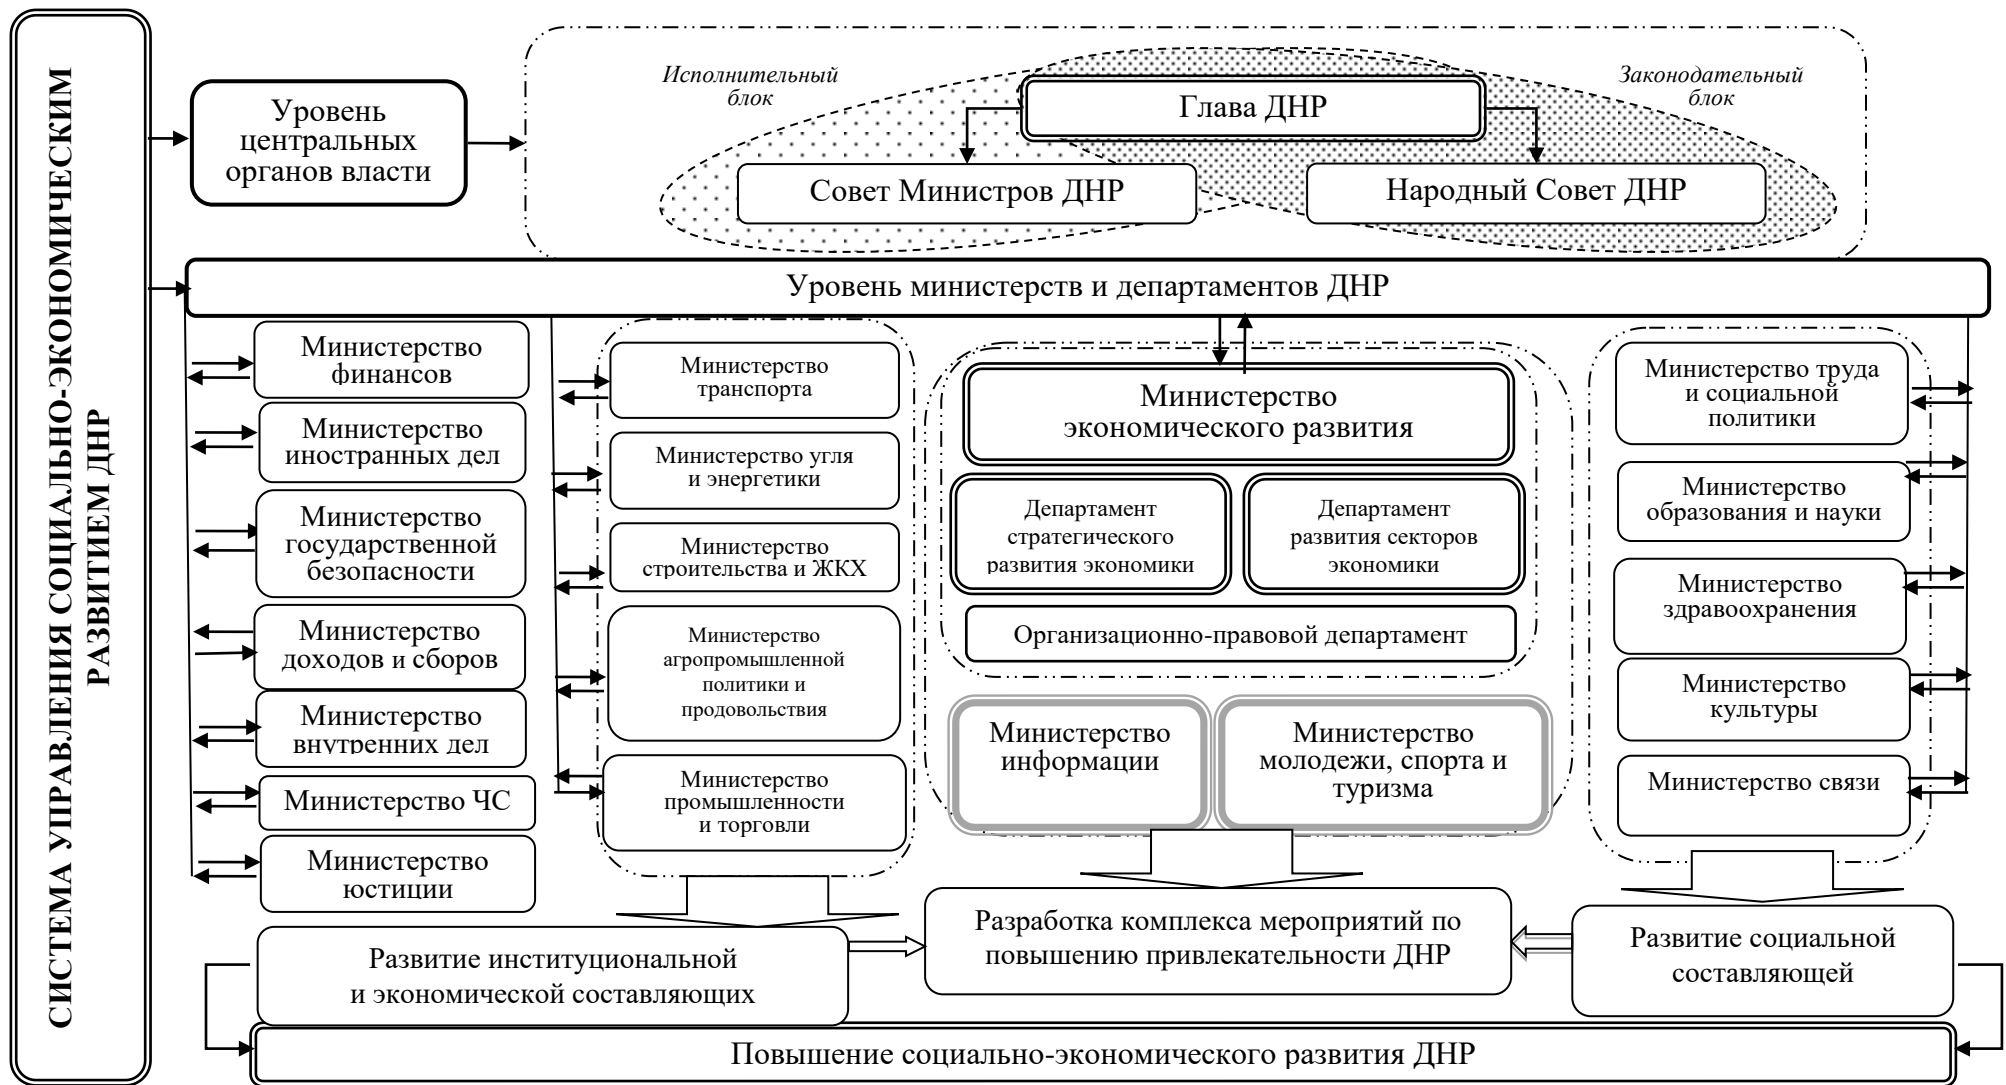 СИСТЕМА УПРАВЛЕНИЯ СОЦИАЛЬНО-ЭКОНОМИЧЕСКИМ
РАЗВИТИЕМ ДНР
Уровень
центральных
органов власти
Исполнительный
блок
Законодательный
блок
Глава ДНР
Совет Министров ДНР
Народный Совет ДНР
Уровень министерств и департаментов ДНР
Министерство
финансов
Министерство
иностранных дел
Министерство
государственной
безопасности
Министерство
доходов и сборов
Министерство
внутренних дел
Министерство ЧС
Министерство
юстиции
Министерство
транспорта
Министерство угля
и энергетики
Министерство
строительства и ЖКХ
Министерство
агропромышленной
политики и
продовольствия
Министерство
промышленности
и торговли
Министерство
экономического развития
Департамент
стратегического
развития экономики
Департамент
развития секторов
экономики
Организационно-правовой департамент
Министерство
информации
Министерство
молодежи, спорта и
туризма
Министерство труда
и социальной
политики
Министерство
образования и науки
Министерство
здравоохранения
Министерство
культуры
Министерство связи
Развитие институциональной
и экономической составляющих
Разработка комплекса мероприятий по
повышению привлекательности ДНР
Развитие социальной
составляющей
Повышение социально-экономического развития ДНР